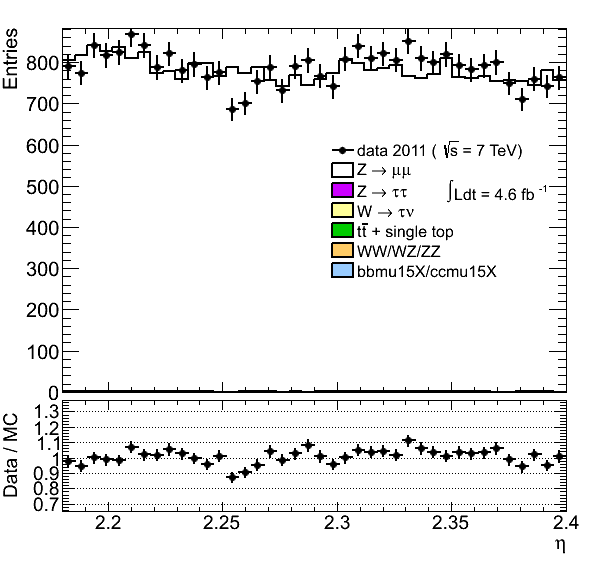 Entries
800
700
600
500
400
300
200
100
0
data 2011 ( √s = 7 TeV)
Z → μμ
Z → ττ
∫Ldt = 4.6 fb⁻¹
W → τν
tt̄ + single top
WW/WZ/ZZ
bbmu15X/ccmu15X
Data / MC
1.3
1.2
1.1
1
0.9
0.8
0.7
2.2 2.25 2.3 2.35 2.4
η